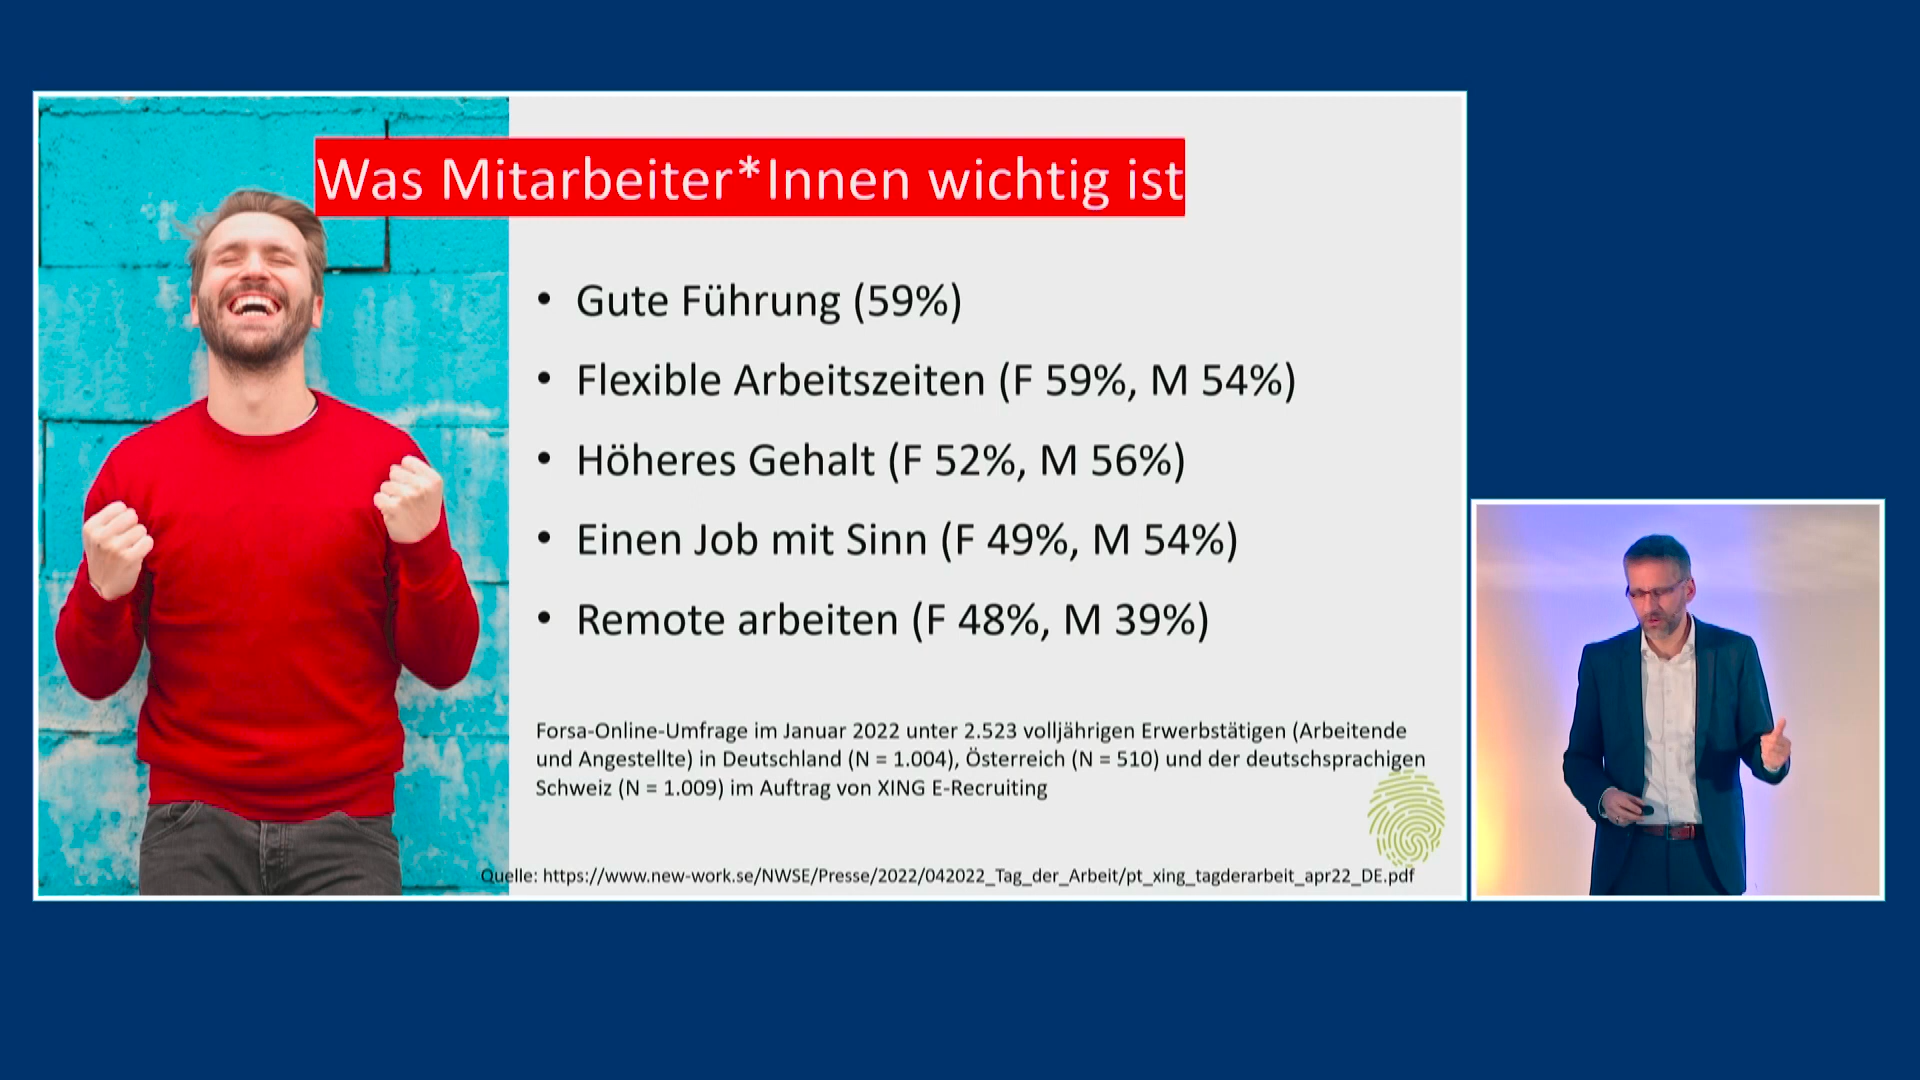 Was Mitarbeiter*Innen wichtig ist
• Gute Führung (59%)
• Flexible Arbeitszeiten (F 59%, M 54%)
• Höheres Gehalt (F 52%, M 56%)
• Einen Job mit Sinn (F 49%, M 54%)
• Remote arbeiten (F 48%, M 39%)
Forsa-Online-Umfrage im Januar 2022 unter 2.523 volljährigen Erwerbstätigen (Arbeitende
und Angestellte) in Deutschland (N = 1.004), Österreich (N = 510) und der deutschsprachigen
Schweiz (N = 1.009) im Auftrag von XING E-Recruiting
Quelle: https://www.new-work.se/NWSE/Presse/2022/042022_Tag_der_Arbeit/pt_xing_tagderarbeit_apr22_DE.pdf